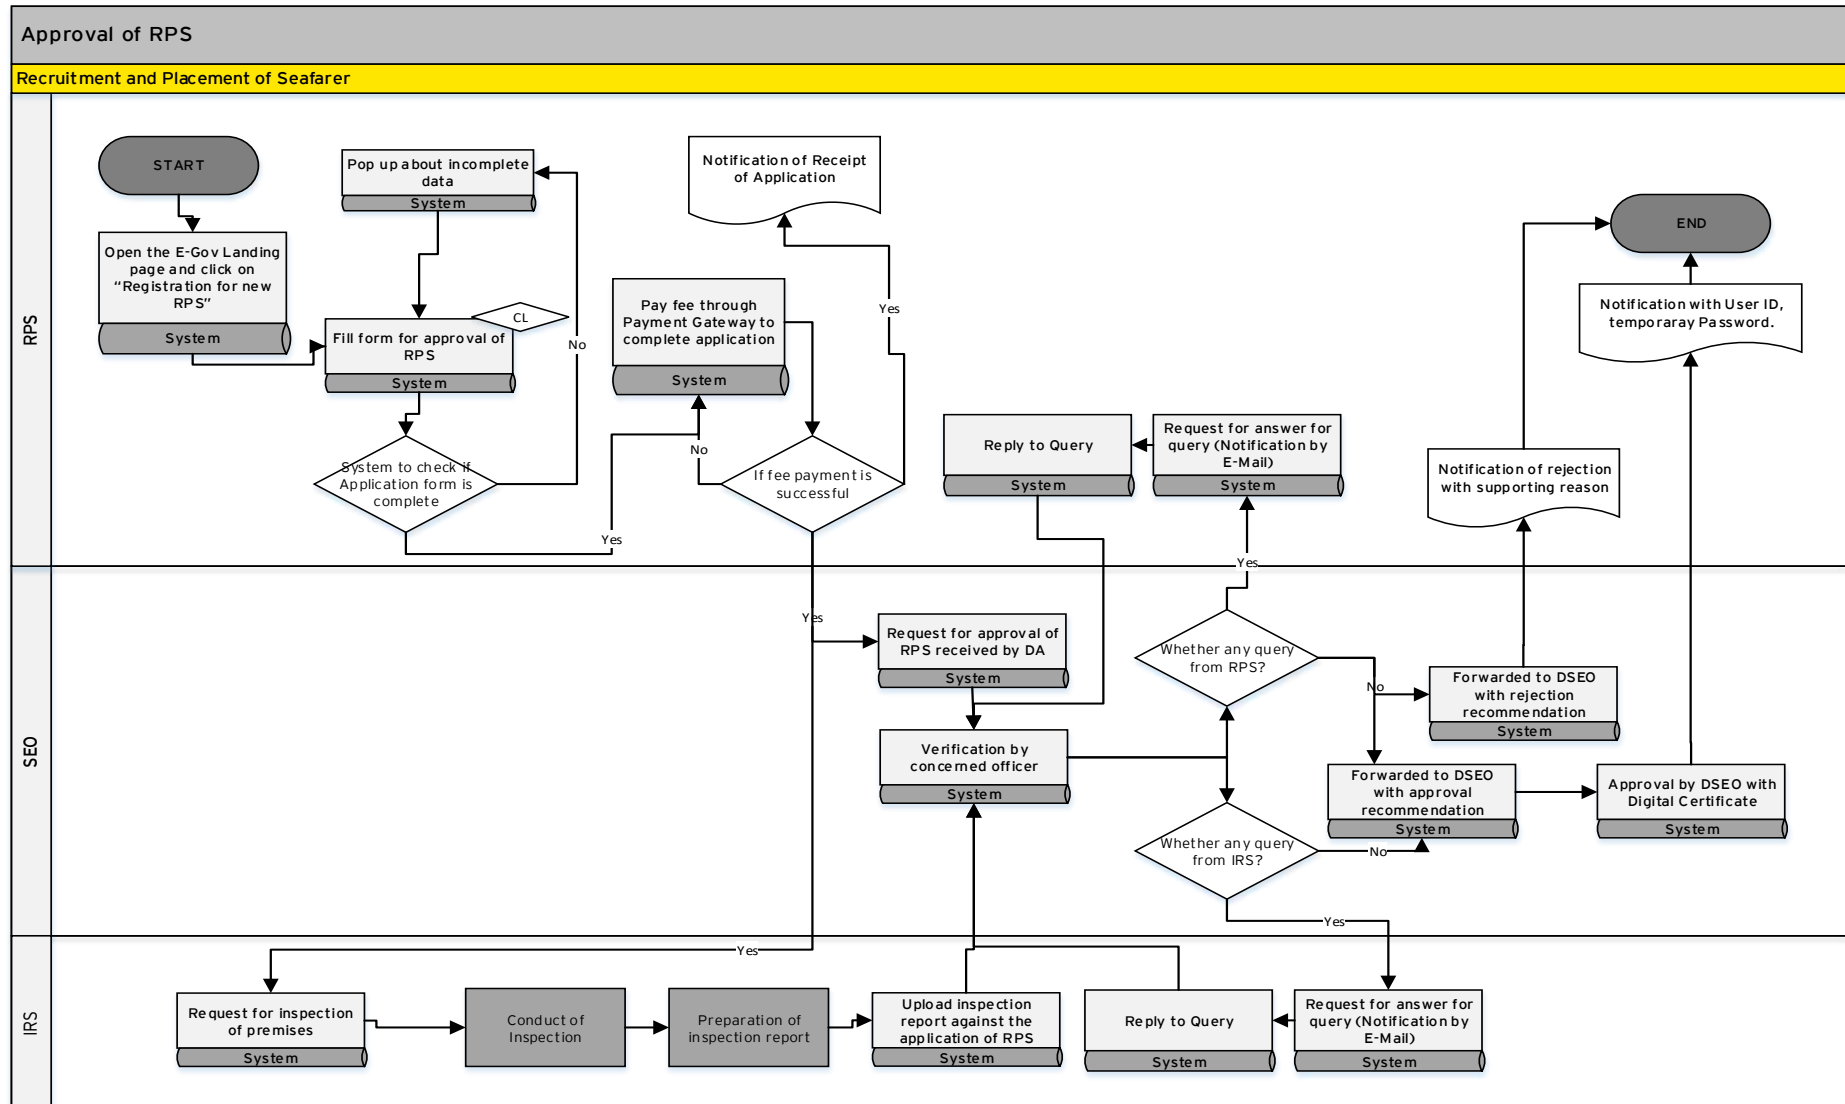 Approval of RPS
Recruitment and Placement of Seafarer
RPS
START
Open the E-Gov Landing
page and click on
“Registration for new
RPS”
System
Pop up about incomplete
data
System
Fill form for approval of
RPS
System
CL
No
System to check if
Application form is
complete
Yes
Pay fee through
Payment Gateway to
complete application
System
No
If fee payment is
successful
Yes
Notification of Receipt
of Application
Reply to Query
System
Request for answer for
query (Notification by
E-Mail)
System
Yes
Notification of rejection
with supporting reason
END
Notification with User ID,
temporaray Password.
SEO
Yes
Request for approval of
RPS received by DA
System
Verification by
concerned officer
System
Whether any query
from RPS?
No
Forwarded to DSEO
with rejection
recommendation
System
Forwarded to DSEO
with approval
recommendation
System
Approval by DSEO with
Digital Certificate
System
Whether any query
from IRS?
No
Yes
IRS
Yes
Request for inspection
of premises
System
Conduct of
Inspection
Preparation of
inspection report
Upload inspection
report against the
application of RPS
System
Reply to Query
System
Request for answer for
query (Notification by
E-Mail)
System